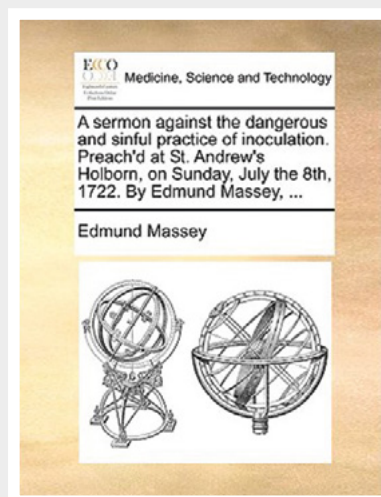 ECCO
Medicine, Science and Technology
A sermon against the dangerous
and sinful practice of inoculation.
Preach'd at St. Andrew's
Holborn, on Sunday, July the 8th,
1722. By Edmund Massey, ...
Edmund Massey